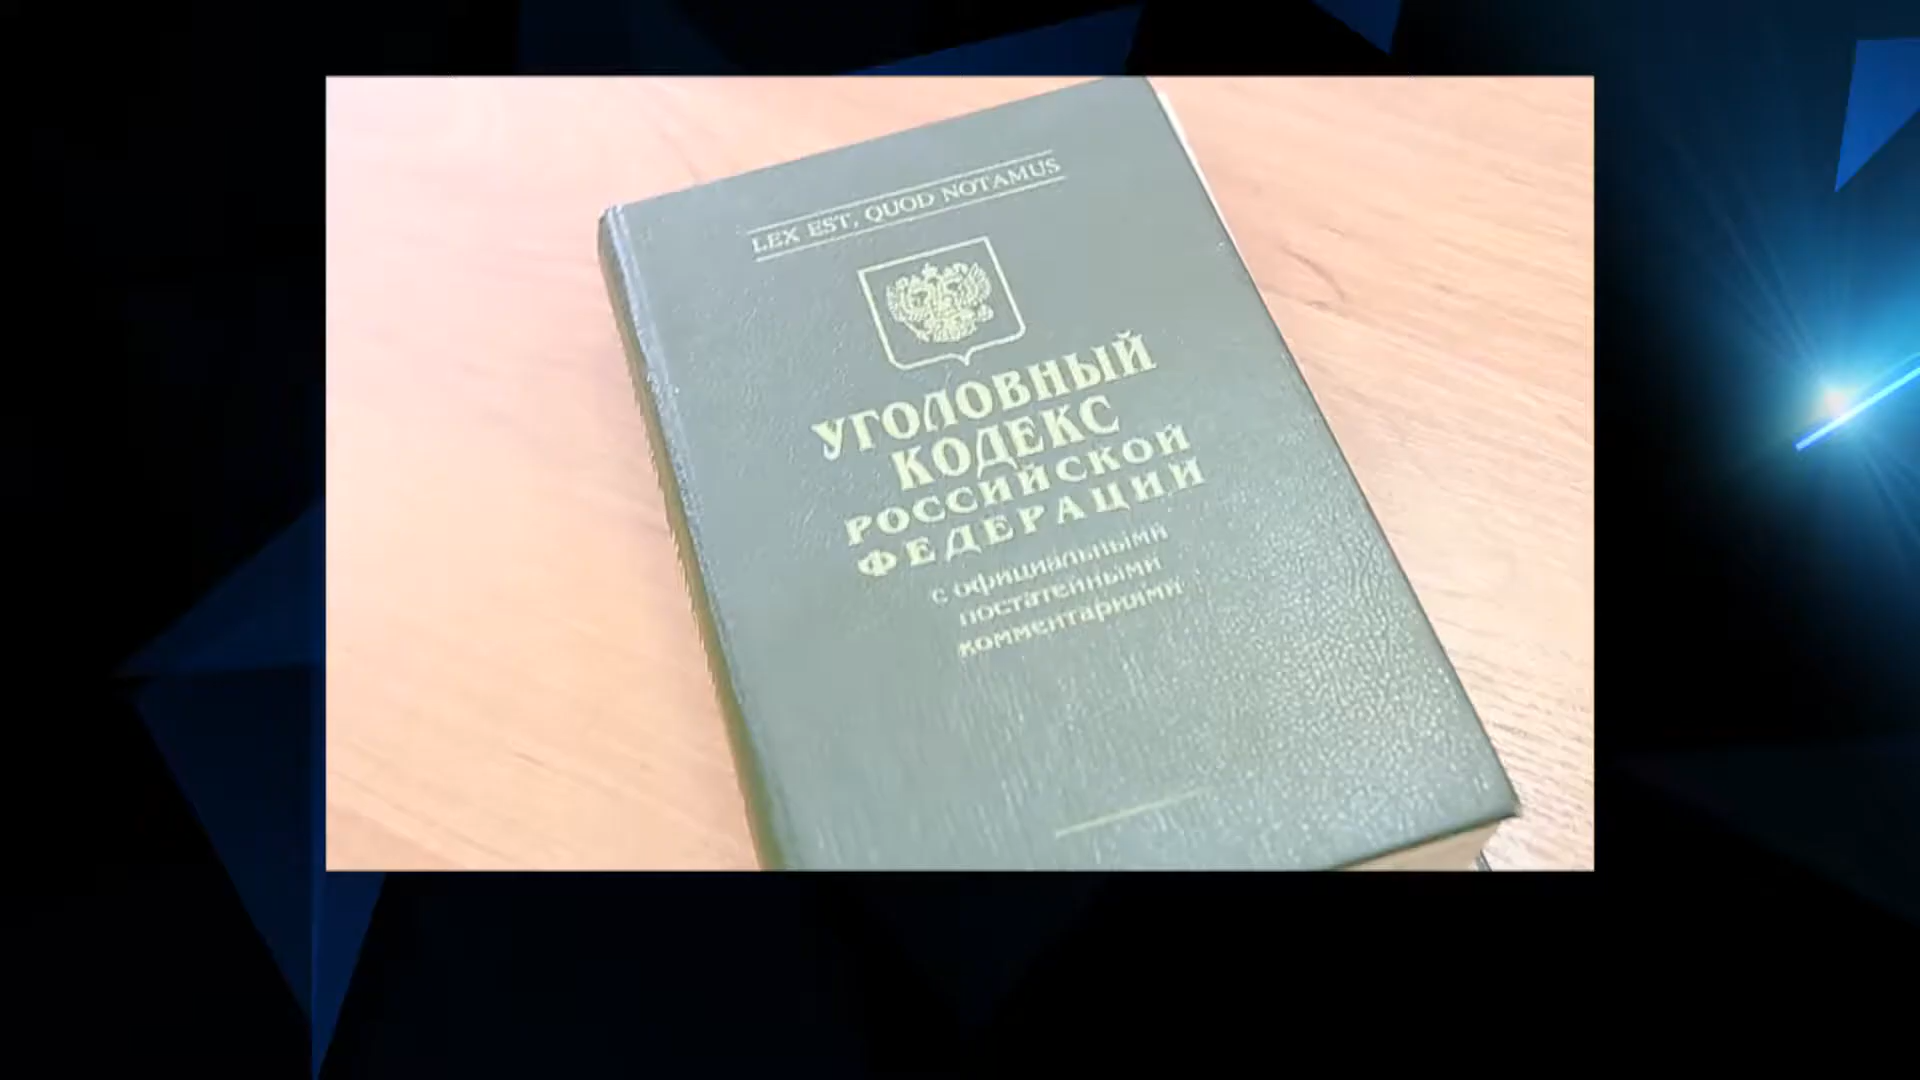 LEX EST, QUOD NOTAMUS
УГОЛОВНЫЙ
КОДЕКС
РОССИЙСКОЙ
ФЕДЕРАЦИИ
с официальными
постатейными
комментариями